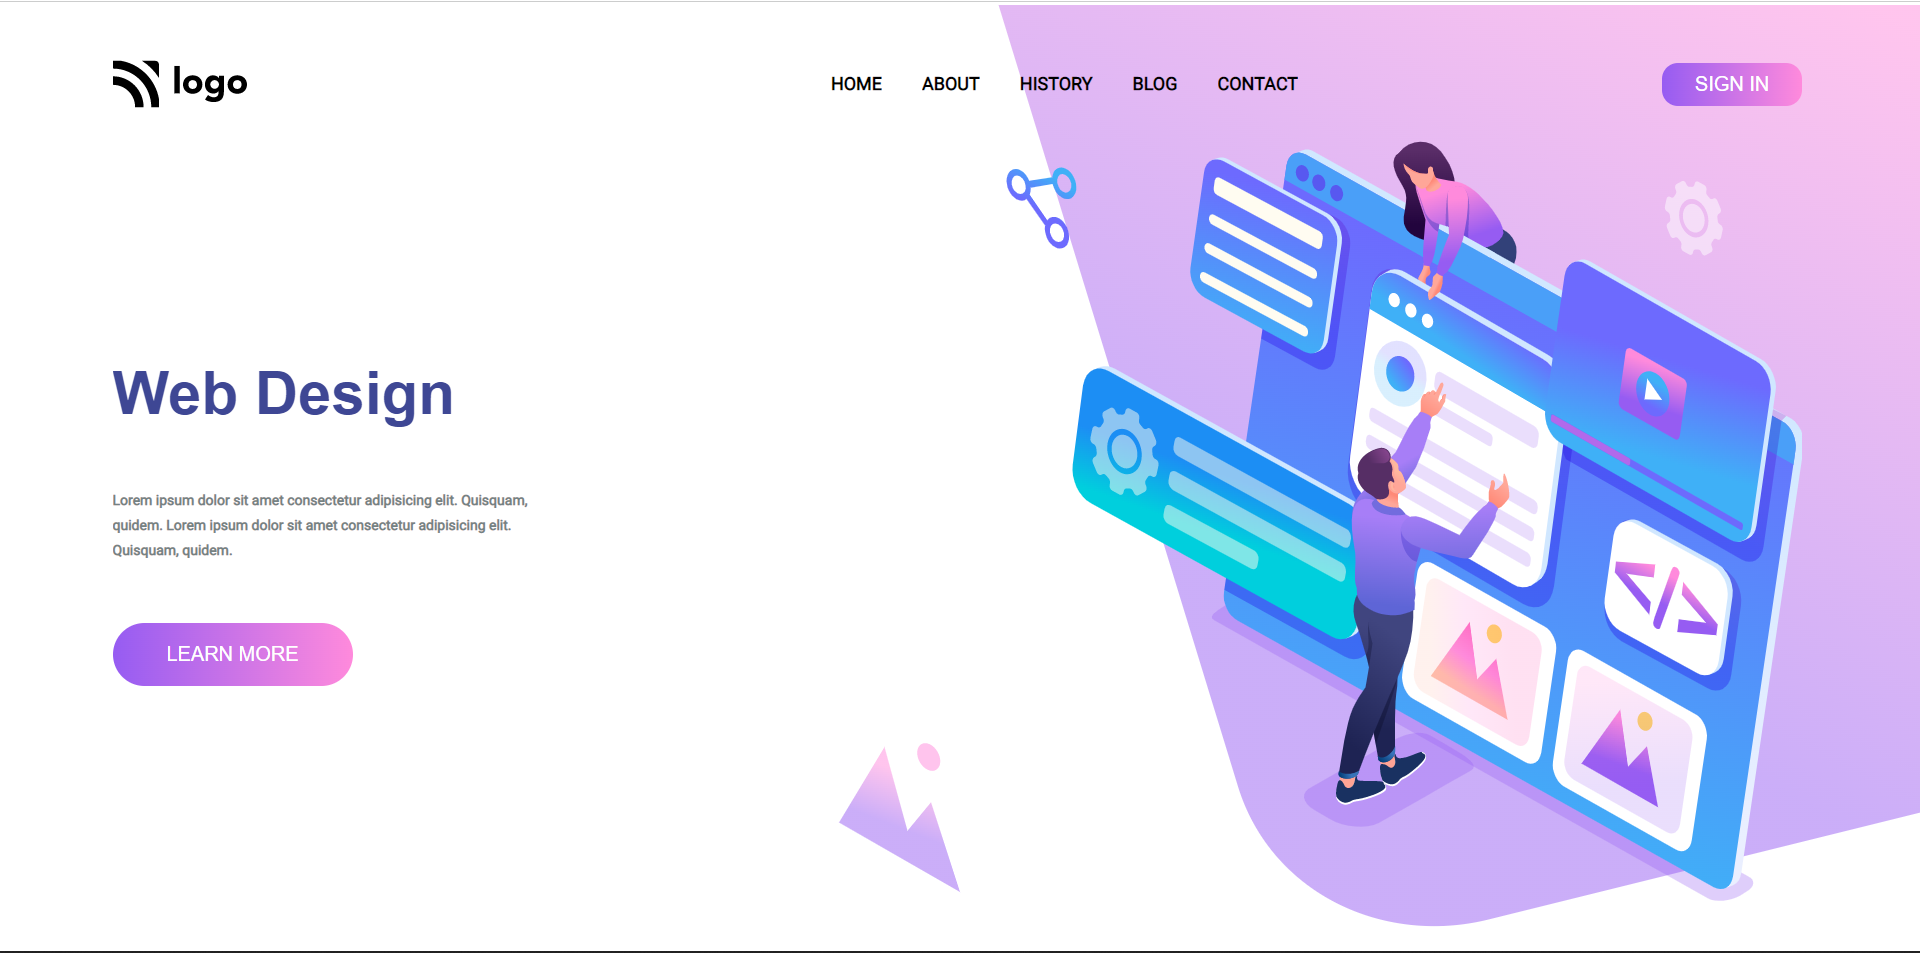 logo
HOME ABOUT HISTORY BLOG CONTACT
SIGN IN
Web Design
Lorem ipsum dolor sit amet consectetur adipisicing elit. Quisquam,
quidem. Lorem ipsum dolor sit amet consectetur adipisicing elit.
Quisquam, quidem.
LEARN MORE